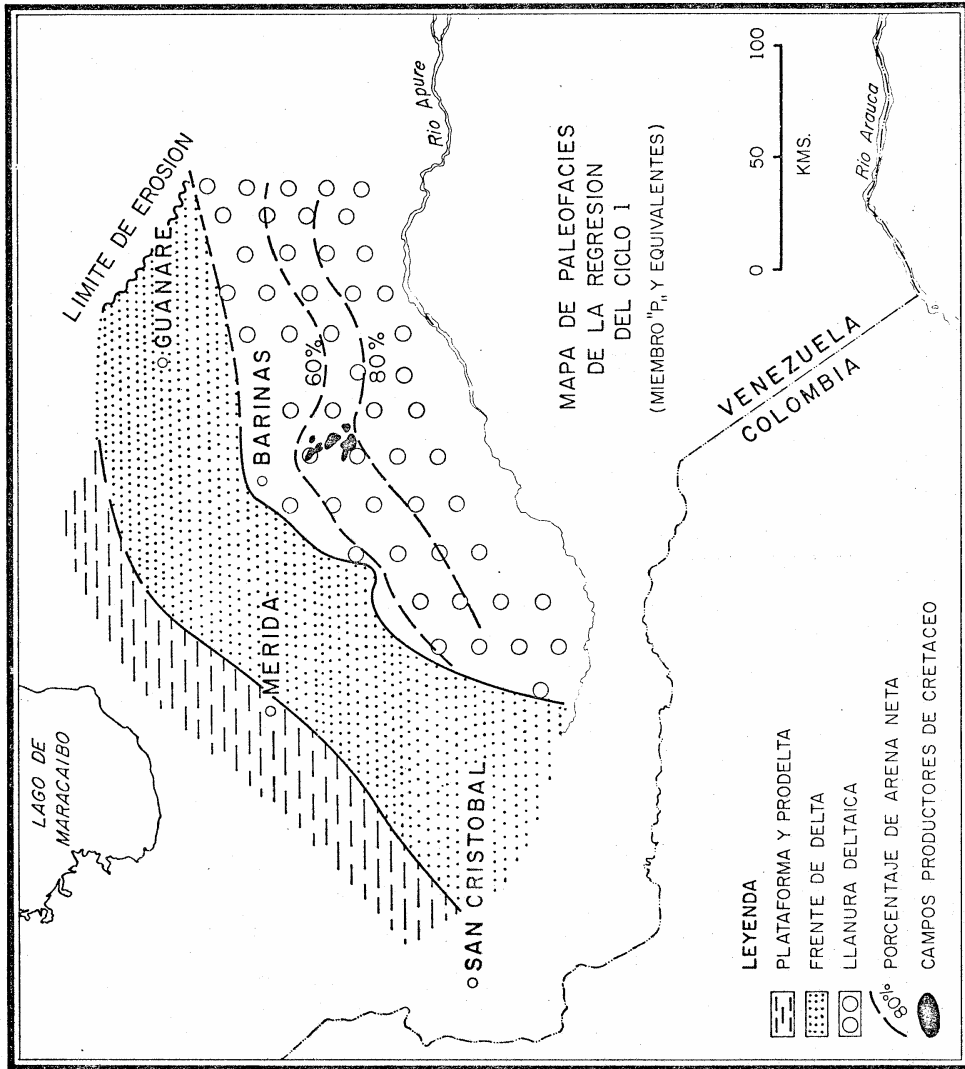 LAGO DE
MARACAIBO
LIMITE DE EROSION
GUANARE
BARINAS
MERIDA
SAN CRISTOBAL
60%
80%
Rio Apure
MAPA DE PALEOFACIES
DE LA REGRESION
DEL CICLO 1
(MIEMBRO "P" Y EQUIVALENTES)
VENEZUELA
COLOMBIA
Rio Arauca
0 50 100
KMS.
LEYENDA
PLATAFORMA Y PRODELTA
FRENTE DE DELTA
LLANURA DELTAICA
80% PORCENTAJE DE ARENA NETA
CAMPOS PRODUCTORES DE CRETACEO